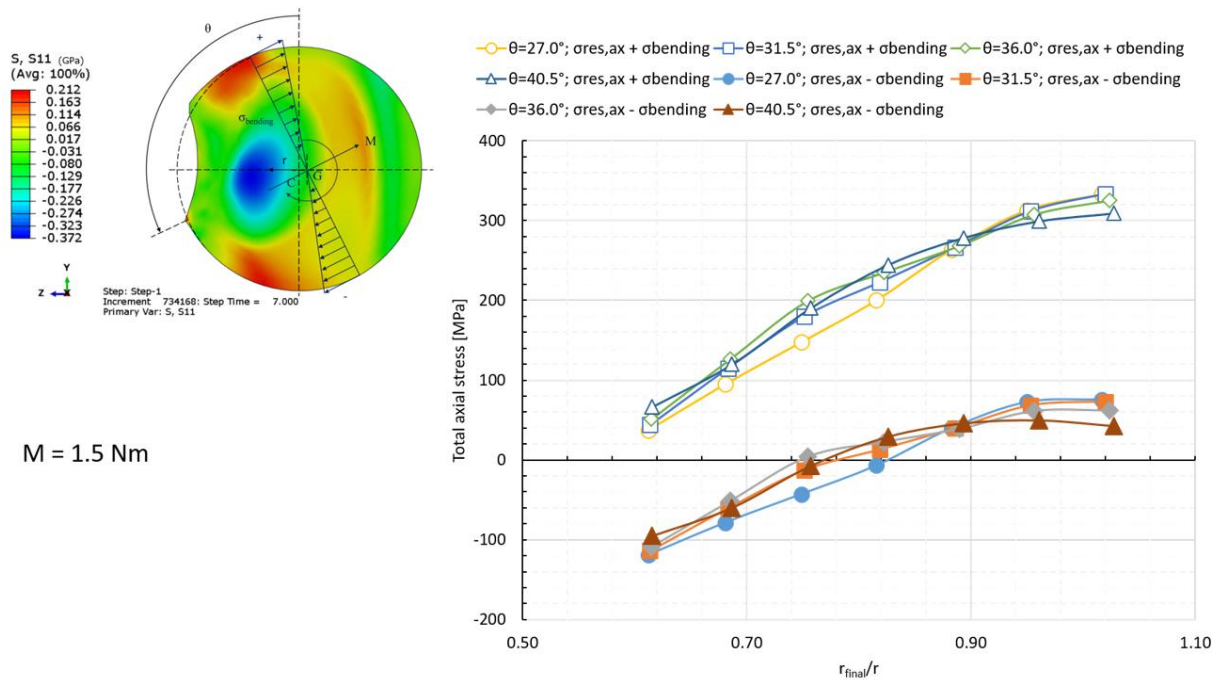 θ
+
S, S11 (GPa)
(Avg: 100%)
0.212
0.163
0.114
0.066
0.017
-0.031
-0.080
-0.129
-0.177
-0.226
-0.274
-0.323
-0.372
σbending
M
r
G
C
-
Y
Z
X
Step: Step-1
Increment 734168: Step Time = 7.000
Primary Var: S, S11
M = 1.5 Nm
θ=27.0°; σres,ax + σbending
θ=31.5°; σres,ax + σbending
θ=36.0°; σres,ax + σbending
θ=40.5°; σres,ax + σbending
θ=27.0°; σres,ax - σbending
θ=31.5°; σres,ax - σbending
θ=36.0°; σres,ax - σbending
θ=40.5°; σres,ax - σbending
Total axial stress [MPa]
400
300
200
100
0
-100
-200
0.50
0.70
0.90
1.10
rfinal/r